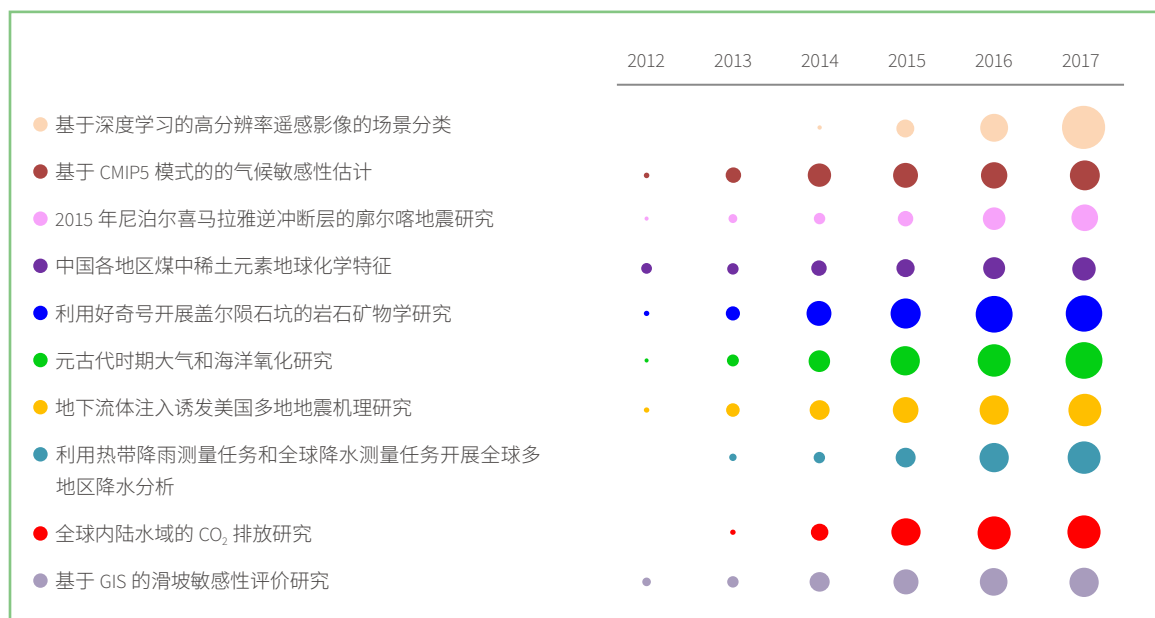 2012 2013 2014 2015 2016 2017
基于深度学习的高分辨率遥感影像的场景分类
基于 CMIP5 模式的的气候敏感性估计
2015 年尼泊尔喜马拉雅逆冲断层的廓尔喀地震研究
中国各地区煤中稀土元素地球化学特征
利用好奇号开展盖尔陨石坑的岩石矿物学研究
元古代时期大气和海洋氧化研究
地下流体注入诱发美国多地地震机理研究
利用热带降雨测量任务和全球降水测量任务开展全球多
地区降水分析
全球内陆水域的 CO₂ 排放研究
基于 GIS 的滑坡敏感性评价研究